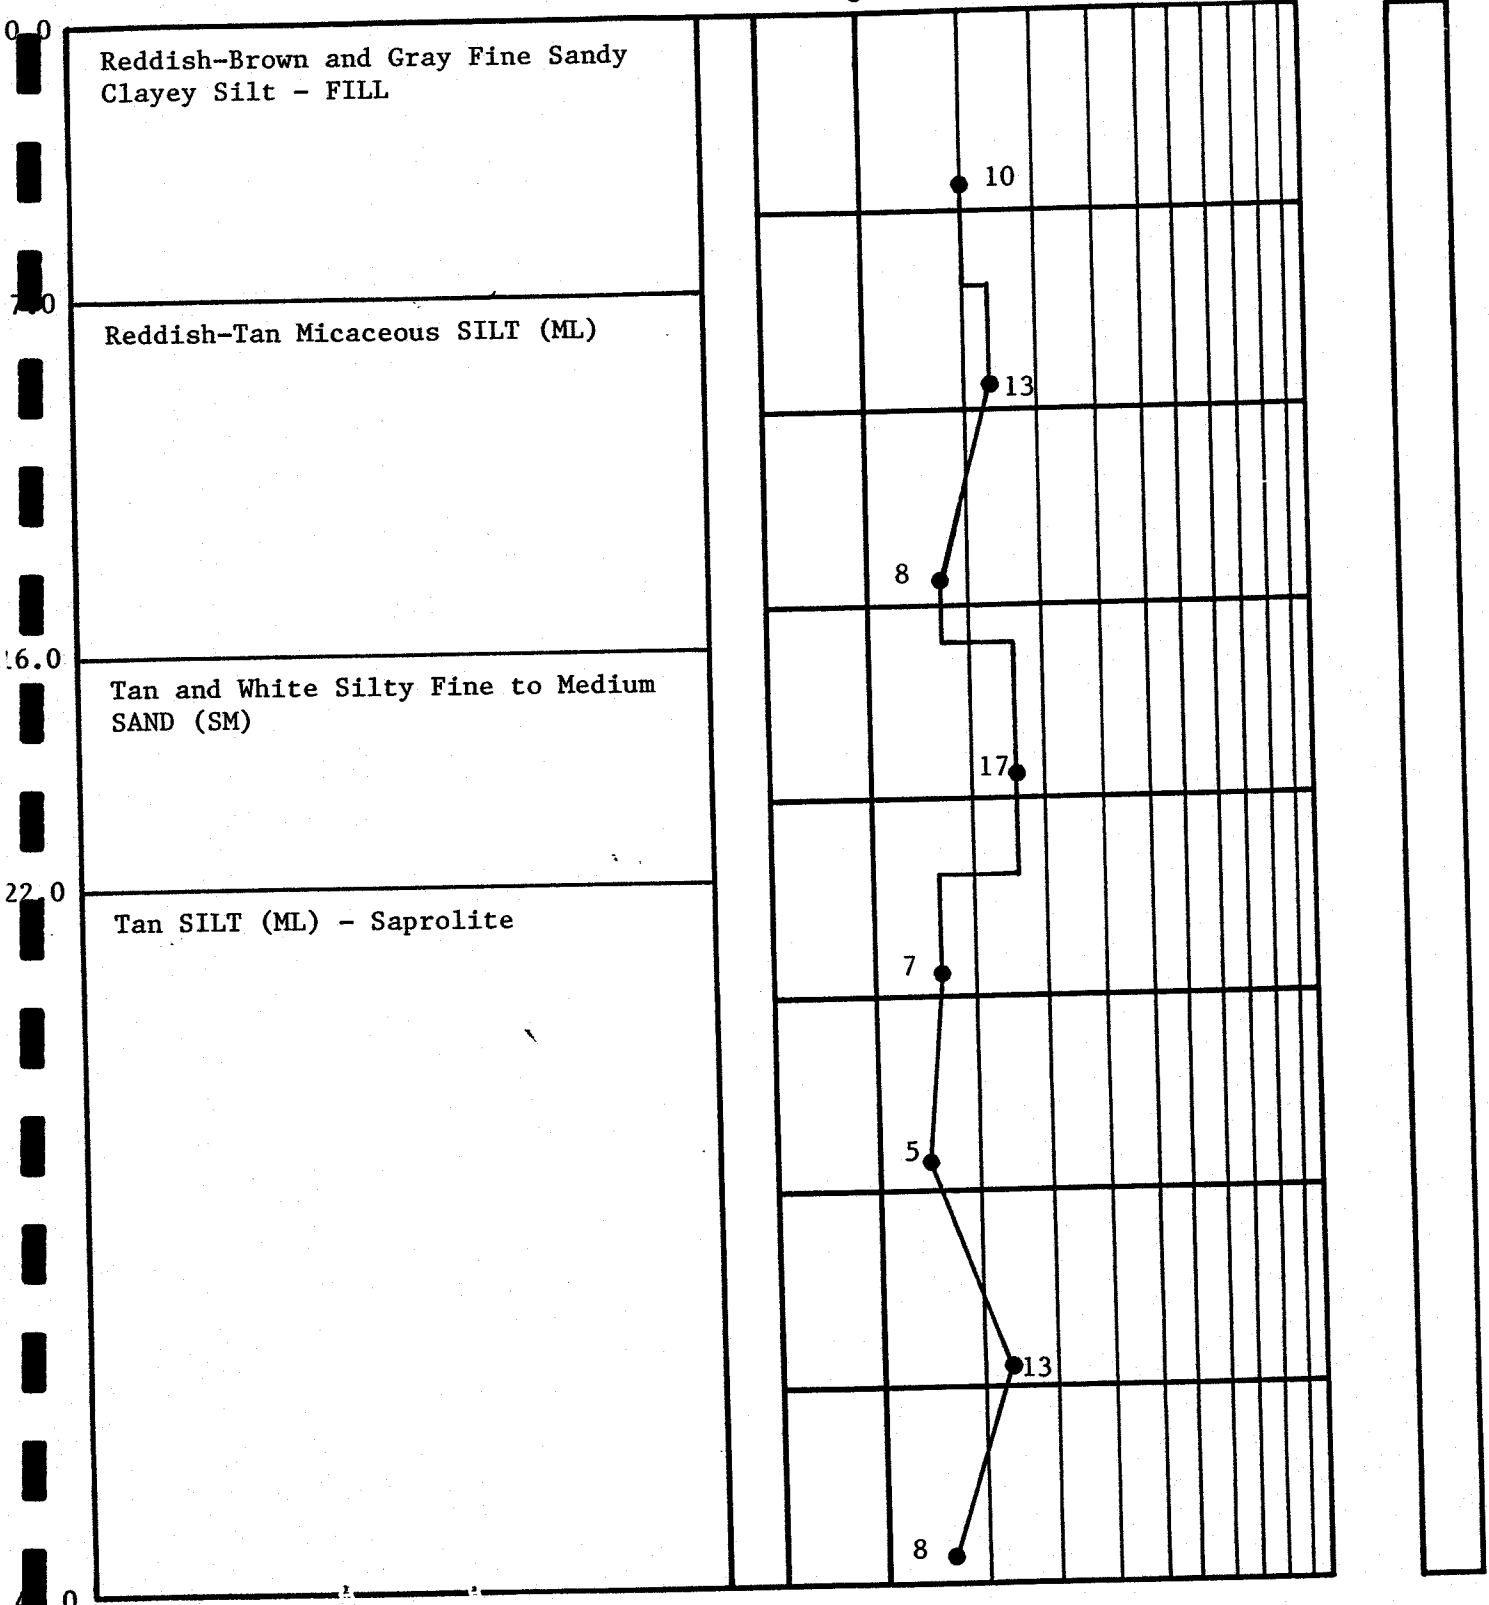 0.0
Reddish-Brown and Gray Fine Sandy
Clayey Silt - FILL
10
7.0
Reddish-Tan Micaceous SILT (ML)
13
8
16.0
Tan and White Silty Fine to Medium
SAND (SM)
17
22.0
Tan SILT (ML) - Saprolite
7
5
13
8